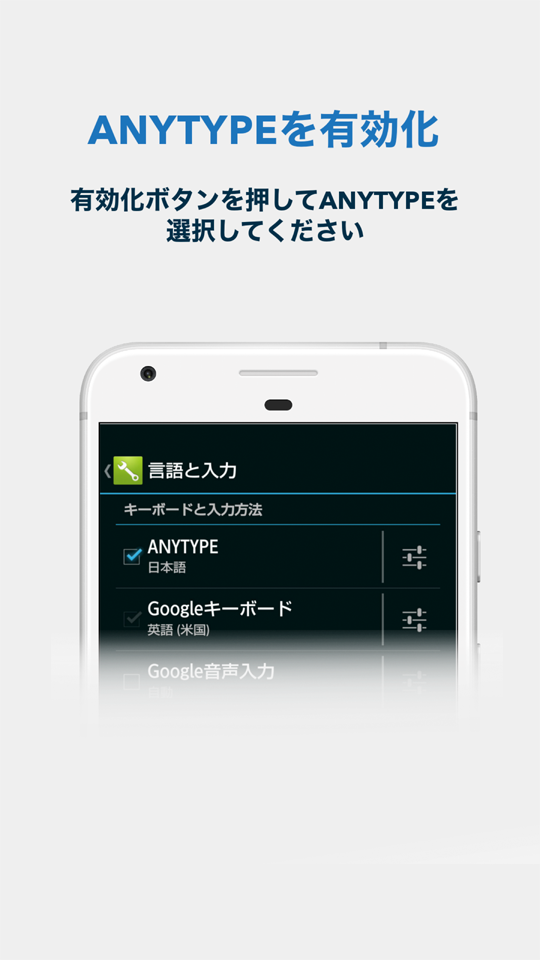 ANYTYPEを有効化
有効化ボタンを押してANYTYPEを
選択してください
言語と入力
キーボードと入力方法
ANYTYPE
日本語
Googleキーボード
英語 (米国)
Google音声入力